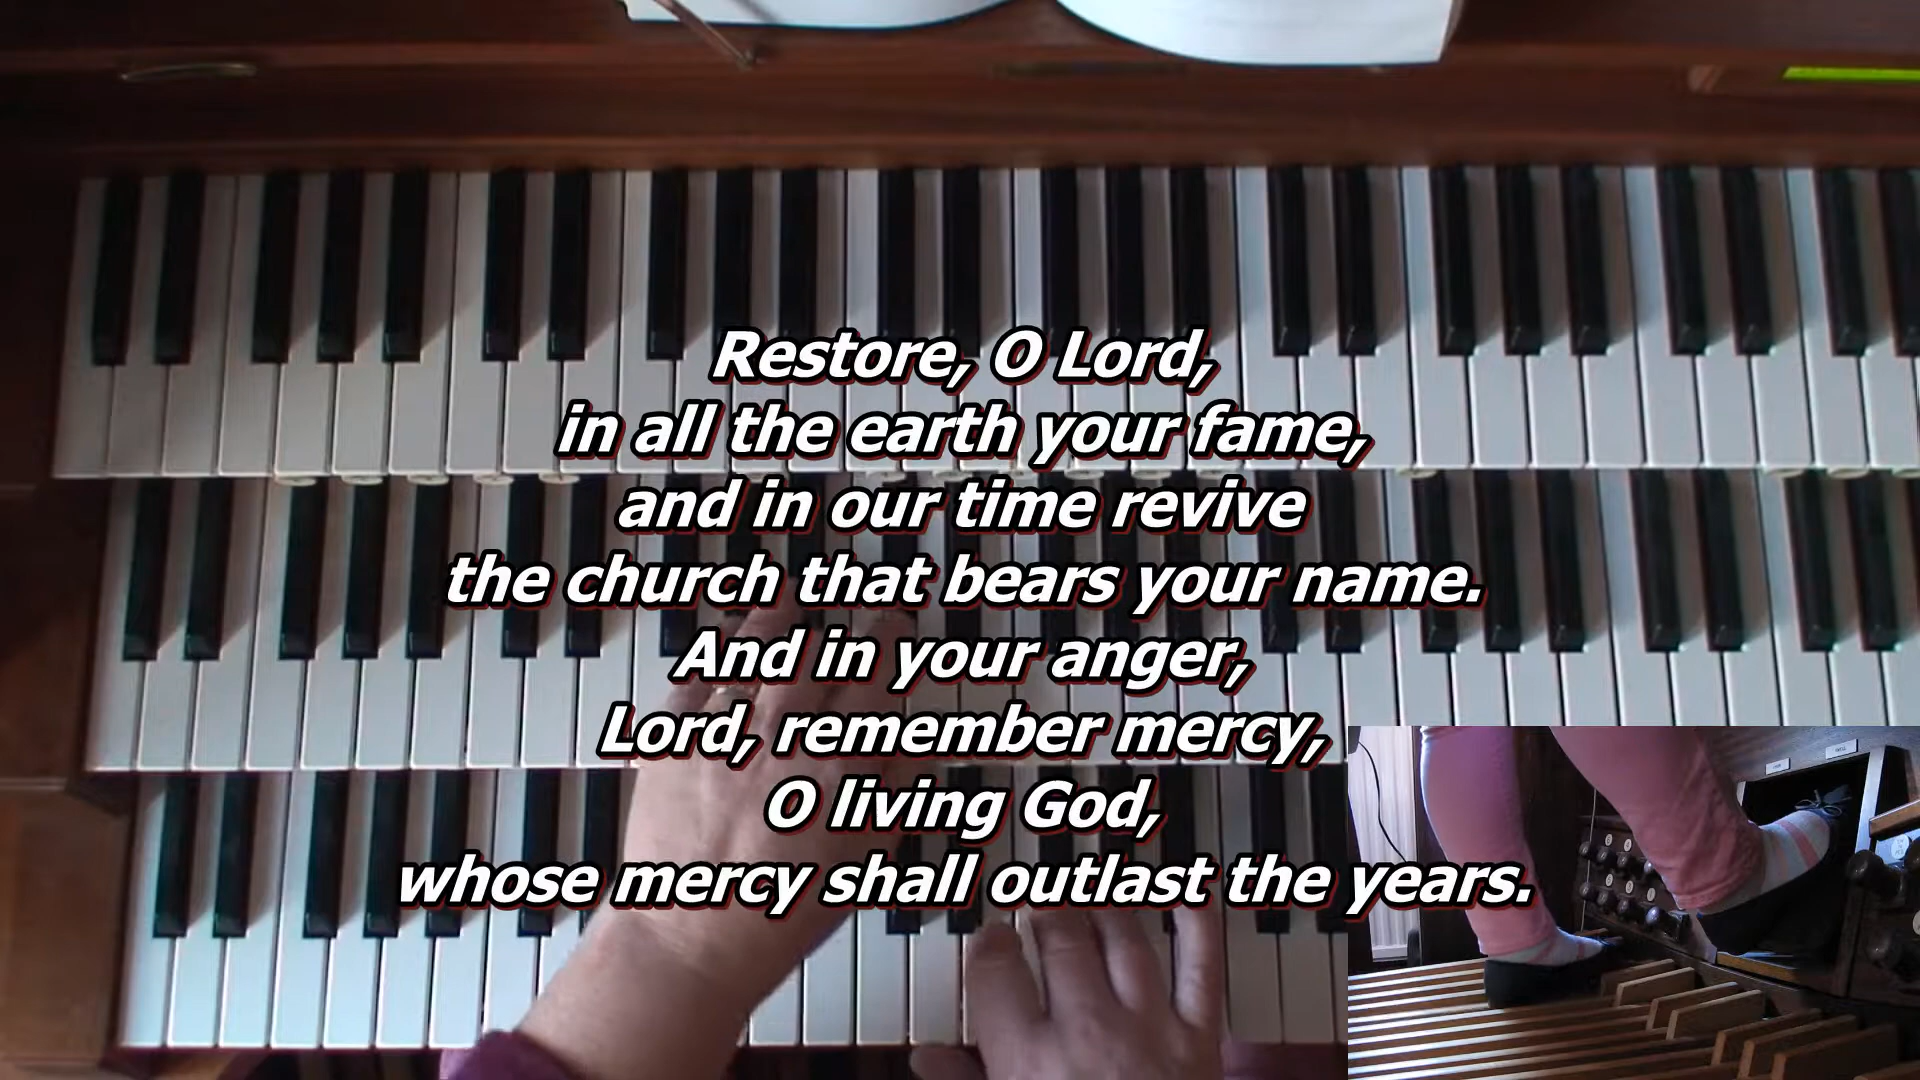 Restore, O Lord,
in all the earth your fame,
and in our time revive
the church that bears your name.
And in your anger,
Lord, remember mercy,
O living God,
whose mercy shall outlast the years.